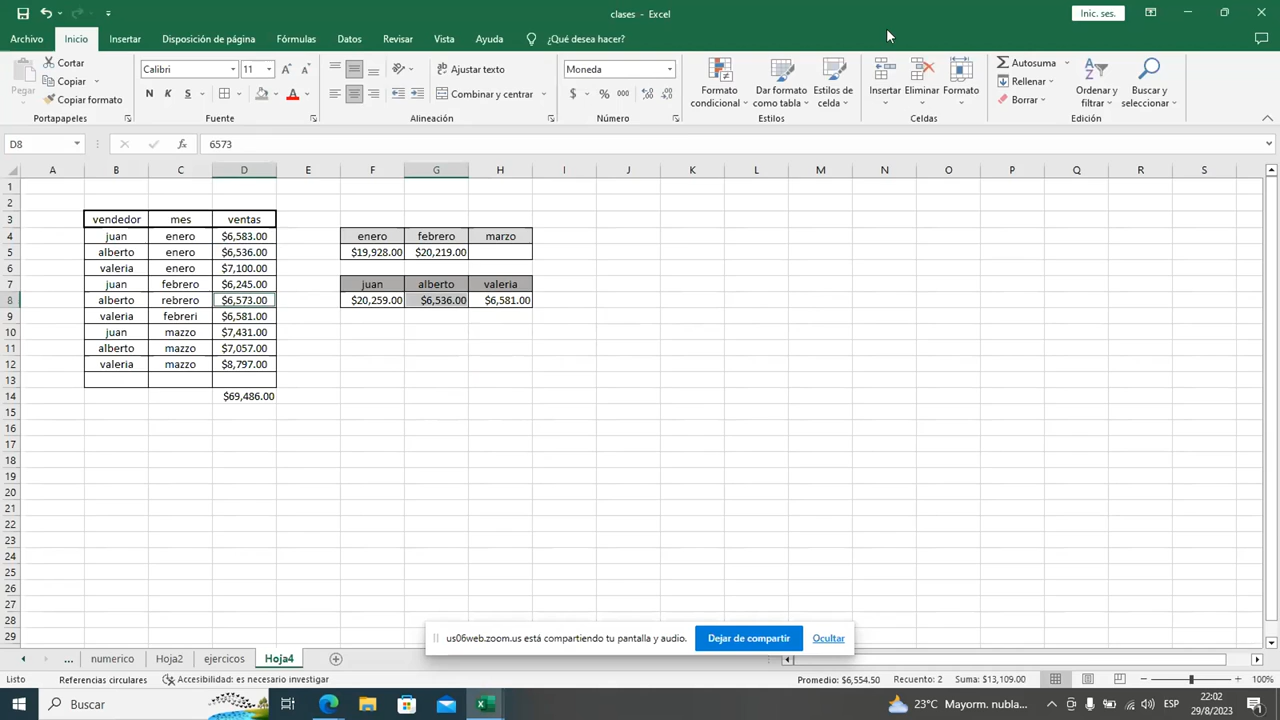 clases - Excel
Inic. ses.
Archivo Inicio Insertar Disposición de página Fórmulas Datos Revisar Vista Ayuda ¿Qué desea hacer?
Pegar
Cortar
Copiar
Copiar formato
Portapapeles
Calibri 11
N K S
Fuente
Ajustar texto
Combinar y centrar
Alineación
Moneda
$ % 000
Número
Formato condicional
Dar formato como tabla
Estilos de celda
Estilos
Insertar Eliminar Formato
Celdas
Autosuma
Rellenar
Borrar
Ordenar y filtrar
Buscar y seleccionar
Edición
D8 fx 6573
A B C D E F G H I J K L M N O P Q R S
1
2
3 vendedor mes ventas
4 juan enero $6,583.00 enero febrero marzo
5 alberto enero $6,536.00 $19,928.00 $20,219.00
6 valeria enero $7,100.00
7 juan febrero $6,245.00 juan alberto valeria
8 alberto rebrero $6,573.00 $20,259.00 $6,536.00 $6,581.00
9 valeria febreri $6,581.00
10 juan mazzo $7,431.00
11 alberto mazzo $7,057.00
12 valeria mazzo $8,797.00
13
14 $69,486.00
15
16
17
18
19
20
21
22
23
24
25
26
27
28
29
us06web.zoom.us está compartiendo tu pantalla y audio. Dejar de compartir Ocultar
... numerico Hoja2 ejercicos Hoja4
Listo Referencias circulares Accesibilidad: es necesario investigar Promedio: $6,554.50 Recuento: 2 Suma: $13,109.00 100%
Buscar 23°C Mayorm. nubla... ESP 22:02
29/8/2023